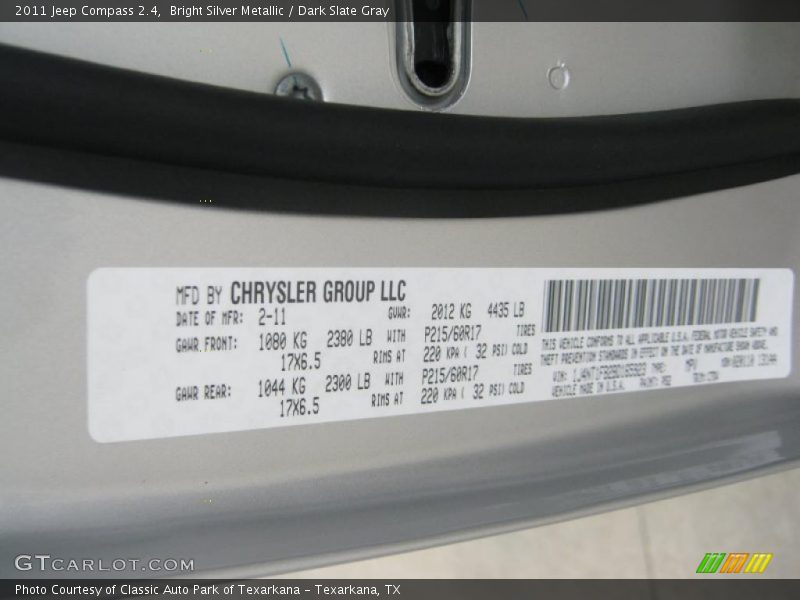 2011 Jeep Compass 2.4, Bright Silver Metallic / Dark Slate Gray
MFD BY CHRYSLER GROUP LLC
DATE OF MFR: 2-11 GVWR: 2012 KG 4435 LB
GAWR FRONT: 1080 KG 2380 LB WITH P215/60R17 TIRES
17X6.5 RIMS AT 220 KPA ( 32 PSI) COLD
GAWR REAR: 1044 KG 2300 LB WITH P215/60R17 TIRES
17X6.5 RIMS AT 220 KPA ( 32 PSI) COLD
THIS VEHICLE CONFORMS TO ALL APPLICABLE U.S.A. FEDERAL MOTOR VEHICLE SAFETY AND
THEFT PREVENTION STANDARDS IN EFFECT ON THE DATE OF MANUFACTURE SHOWN ABOVE.
VIN: TYPE: MPV
VEHICLE MADE IN U.S.A. PAINT: PS2
GTCARLOT.COM
Photo Courtesy of Classic Auto Park of Texarkana - Texarkana, TX